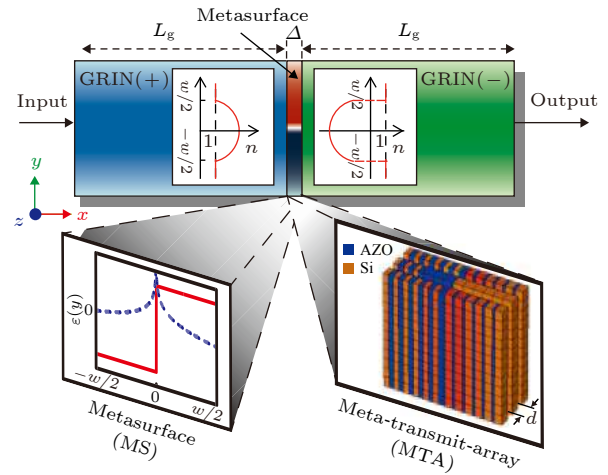 Metasurface
L_g Δ L_g
GRIN(+) GRIN(−)
w/2 w/2
Input Output
1 n 1 n
−w/2 −w/2
y
z x
AZO
Si
ε(y)
0
−w/2 0 w/2
d
Metasurface
(MS)
Meta-transmit-array
(MTA)